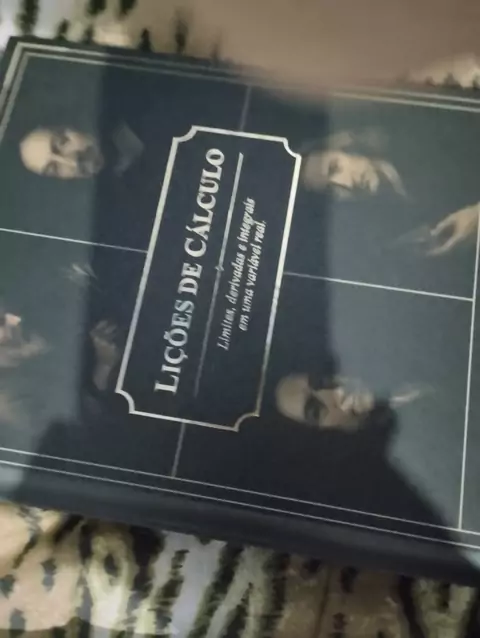 LIÇÕES DE CÁLCULO
Limites, derivadas e integrais
em uma variável real.